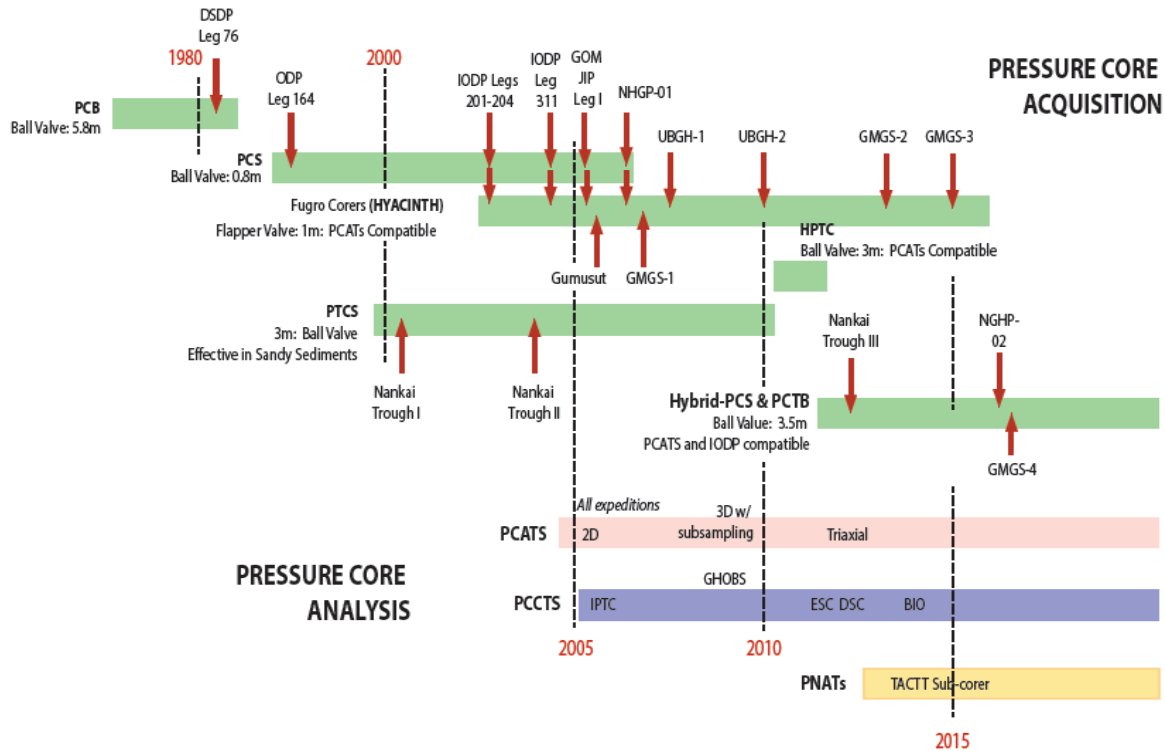 DSDP
Leg 76
1980
ODP
Leg 164
2000
IODP Legs
201-204
IODP
Leg
311
GOM
JIP
Leg I
NHGP-01
PRESSURE CORE
ACQUISITION
PCB
Ball Valve: 5.8m
UBGH-1
UBGH-2
GMGS-2
GMGS-3
PCS
Ball Valve: 0.8m
Fugro Corers (HYACINTH)
Flapper Valve: 1m: PCATs Compatible
HPTC
Ball Valve: 3m: PCATs Compatible
Gumusut
GMGS-1
PTCS
3m: Ball Valve
Effective in Sandy Sediments
Nankai
Trough I
Nankai
Trough II
Nankai
Trough III
NGHP-
02
Hybrid-PCS & PCTB
Ball Value: 3.5m
PCATS and IODP compatible
GMGS-4
PRESSURE CORE
ANALYSIS
PCATS
All expeditions
2D
3D w/
subsampling
Triaxial
PCCTS
GHOBS
IPTC
ESC DSC
BIO
2005
2010
PNATs
TACTT Sub-corer
2015